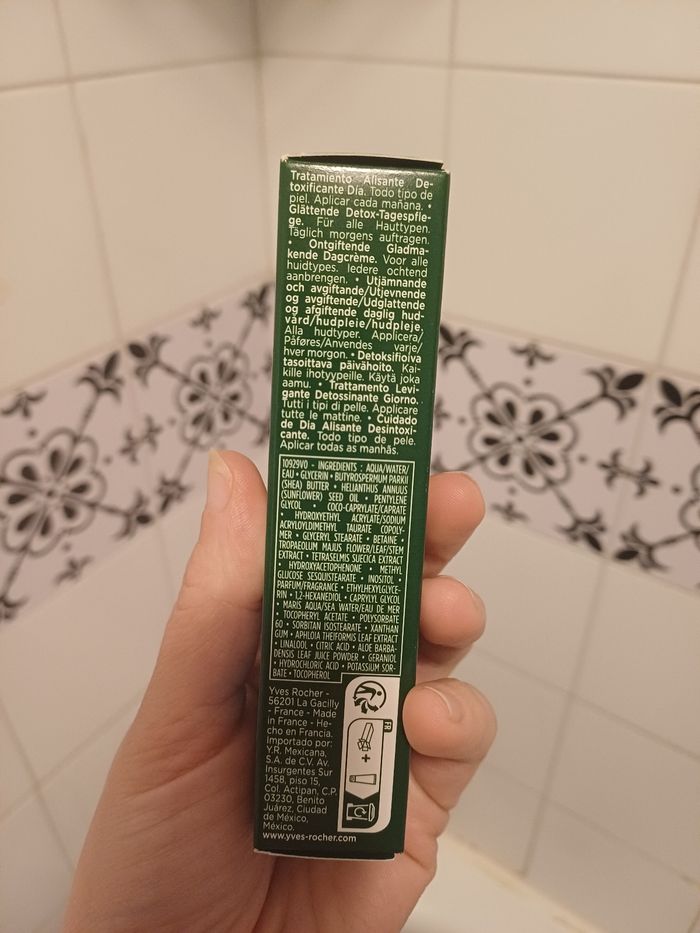 Tratamiento Alisante De-
toxificante Día. Todo tipo de
piel. Aplicar cada mañana. •
Glättende Detox-Tagespfle-
ge. Für alle Hauttypen.
Täglich morgens auftragen.
• Ontgiftende Gladma-
kende Dagcrème. Voor alle
huidtypes. Iedere ochtend
aanbrengen. • Utjämnande
och avgiftande/Utjevnende
og avgiftende/Udglattende
og afgiftende daglig hud-
vård/hudpleie/hudpleje,
Alla hudtyper. Applicera/
Påføres/Anvendes varje/
hver morgon. • Detoksifioiva
tasoittava päivähoito. Kai-
kille ihotyypeille. Käytä joka
aamu. • Trattamento Levi-
gante Detossinante Giorno.
Tutti i tipi di pelle. Applicare
tutte le mattine. • Cuidado
de Dia Alisante Desintoxi-
cante. Todo tipo de pele.
Aplicar todas as manhãs.
10929V0 - INGREDIENTS : AQUA/WATER/
EAU • GLYCERIN • BUTYROSPERMUM PARKII
(SHEA) BUTTER • HELIANTHUS ANNUUS
(SUNFLOWER) SEED OIL • PENTYLENE
GLYCOL • COCO-CAPRYLATE/CAPRATE
• HYDROXYETHYL ACRYLATE/SODIUM
ACRYLOYLDIMETHYL TAURATE COPOLY-
MER • GLYCERYL STEARATE • BETAINE •
TROPAEOLUM MAJUS FLOWER/LEAF/STEM
EXTRACT • TETRASELMIS SUECICA EXTRACT
• HYDROXYACETOPHENONE • METHYL
GLUCOSE SESQUISTEARATE • INOSITOL •
PARFUM/FRAGRANCE • ETHYLHEXYLGLYCE-
RIN • 1,2-HEXANEDIOL • CAPRYLYL GLYCOL
• MARIS AQUA/SEA WATER/EAU DE MER
• TOCOPHERYL ACETATE • POLYSORBATE
60 • SORBITAN ISOSTEARATE • XANTHAN
GUM • APHLOIA THEIFORMIS LEAF EXTRACT
• LINALOOL • CITRIC ACID • ALOE BARBA-
DENSIS LEAF JUICE POWDER • GERANIOL
• HYDROCHLORIC ACID • POTASSIUM SOR-
BATE • TOCOPHEROL
Yves Rocher -
56201 La Gacilly
- France - Made
in France - He-
cho en Francia.
Importado por:
Y.R. Mexicana,
S.A. de C.V. Av.
Insurgentes Sur
1458, piso 15,
Col. Actipan, C.P.
03230, Benito
Juárez, Ciudad
de México,
México.
www.yves-rocher.com
FR
+